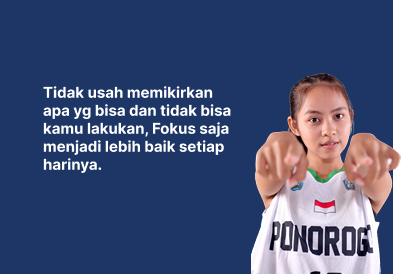 Tidak usah memikirkan
apa yg bisa dan tidak bisa
kamu lakukan, Fokus saja
menjadi lebih baik setiap
harinya.
PONOROGO